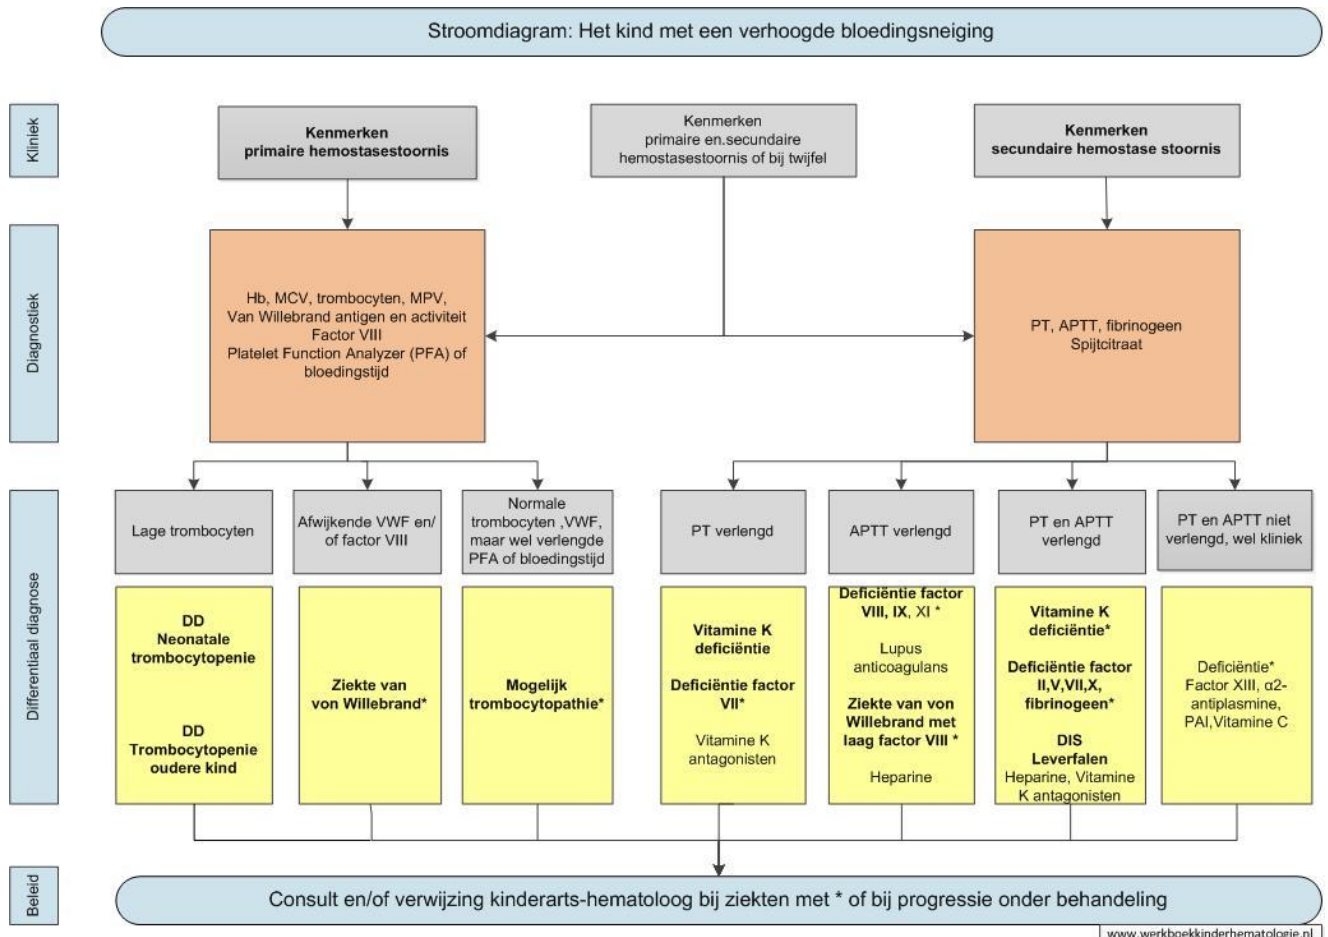 Stroomdiagram: Het kind met een verhoogde bloedingsneiging
Kliniek
Kenmerken
primaire hemostasestoornis
Kenmerken
primaire en.secundaire
hemostasestoornis of bij twijfel
Kenmerken
secundaire hemostase stoornis
Diagnostiek
Hb, MCV, trombocyten, MPV,
Van Willebrand antigen en activiteit
Factor VIII
Platelet Function Analyzer (PFA) of
bloedingstijd
PT, APTT, fibrinogeen
Spijtcitraat
Differentiaal diagnose
Lage trombocyten
Afwijkende VWF en/
of factor VIII
Normale
trombocyten ,VWF,
maar wel verlengde
PFA of bloedingstijd
PT verlengd
APTT verlengd
PT en APTT
verlengd
PT en APTT niet
verlengd, wel kliniek
DD
Neonatale
trombocytopenie
DD
Trombocytopenie
oudere kind
Ziekte van
von Willebrand*
Mogelijk
trombocytopathie*
Vitamine K
deficiëntie
Deficiëntie factor
VII*
Vitamine K
antagonisten
Deficiëntie factor
VIII, IX, XI *
Lupus
anticoagulans
Ziekte van von
Willebrand met
laag factor VIII *
Heparine
Vitamine K
deficiëntie*
Deficiëntie factor
II,V,VII,X,
fibrinogeen*
DIS
Leverfalen
Heparine, Vitamine
K antagonisten
Deficiëntie*
Factor XIII, α2-
antiplasmine,
PAI,Vitamine C
Beleid
Consult en/of verwijzing kinderarts-hematoloog bij ziekten met * of bij progressie onder behandeling
www.werkboekkinderhematologie.nl